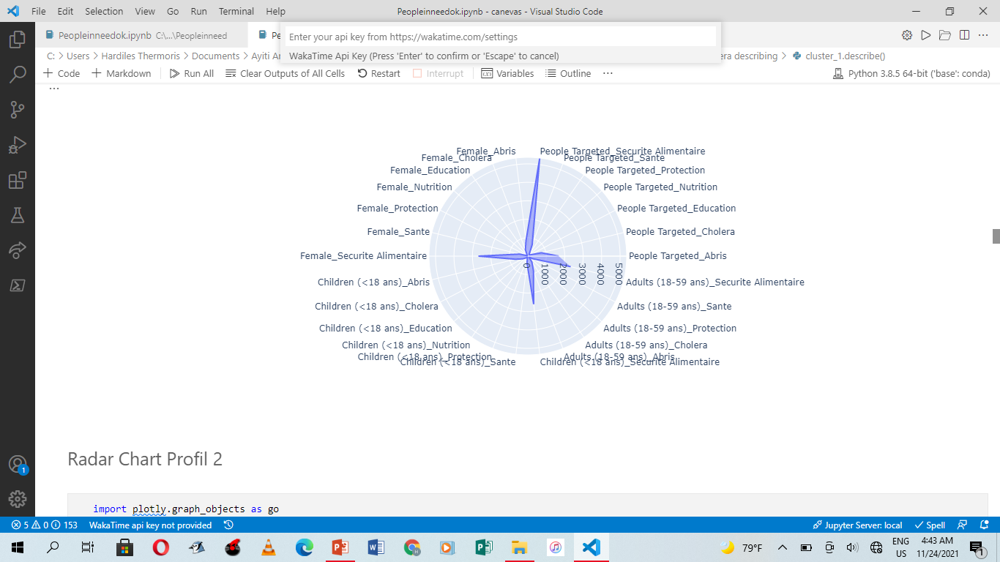 File Edit Selection View Go Run Terminal Help Peopleinneedok.ipynb - canevas - Visual Studio Code
Enter your api key from https://wakatime.com/settings
Peopleinneedok.ipynb C:\...\Peopleinneed
WakaTime Api Key (Press 'Enter' to confirm or 'Escape' to cancel)
C: > Users > Hardiles Thermoris > Documents > describing > cluster_1.describe()
+ Code + Markdown Run All Clear Outputs of All Cells Restart Interrupt Variables Outline ... Python 3.8.5 64-bit ('base': conda)
...
Female_Abris People Targeted_Securite Alimentaire
Female_Cholera People Targeted_Sante
Female_Education People Targeted_Protection
Female_Nutrition People Targeted_Nutrition
Female_Protection People Targeted_Education
Female_Sante People Targeted_Cholera
Female_Securite Alimentaire People Targeted_Abris
0 1000 2000 3000 4000 5000
Children (<18 ans)_Abris Adults (18-59 ans)_Securite Alimentaire
Children (<18 ans)_Cholera Adults (18-59 ans)_Sante
Children (<18 ans)_Education Adults (18-59 ans)_Protection
Children (<18 ans)_Nutrition Adults (18-59 ans)_Cholera
Children (<18 ans)_Protection Adults (18-59 ans)_Abris
Children (<18 ans)_Sante Children (<18 ans)_Securite Alimentaire
Radar Chart Profil 2
import plotly.graph_objects as go
1
5 0 153 WakaTime api key not provided Jupyter Server: local Spell
79°F ENG 4:43 AM
US 11/24/2021 1